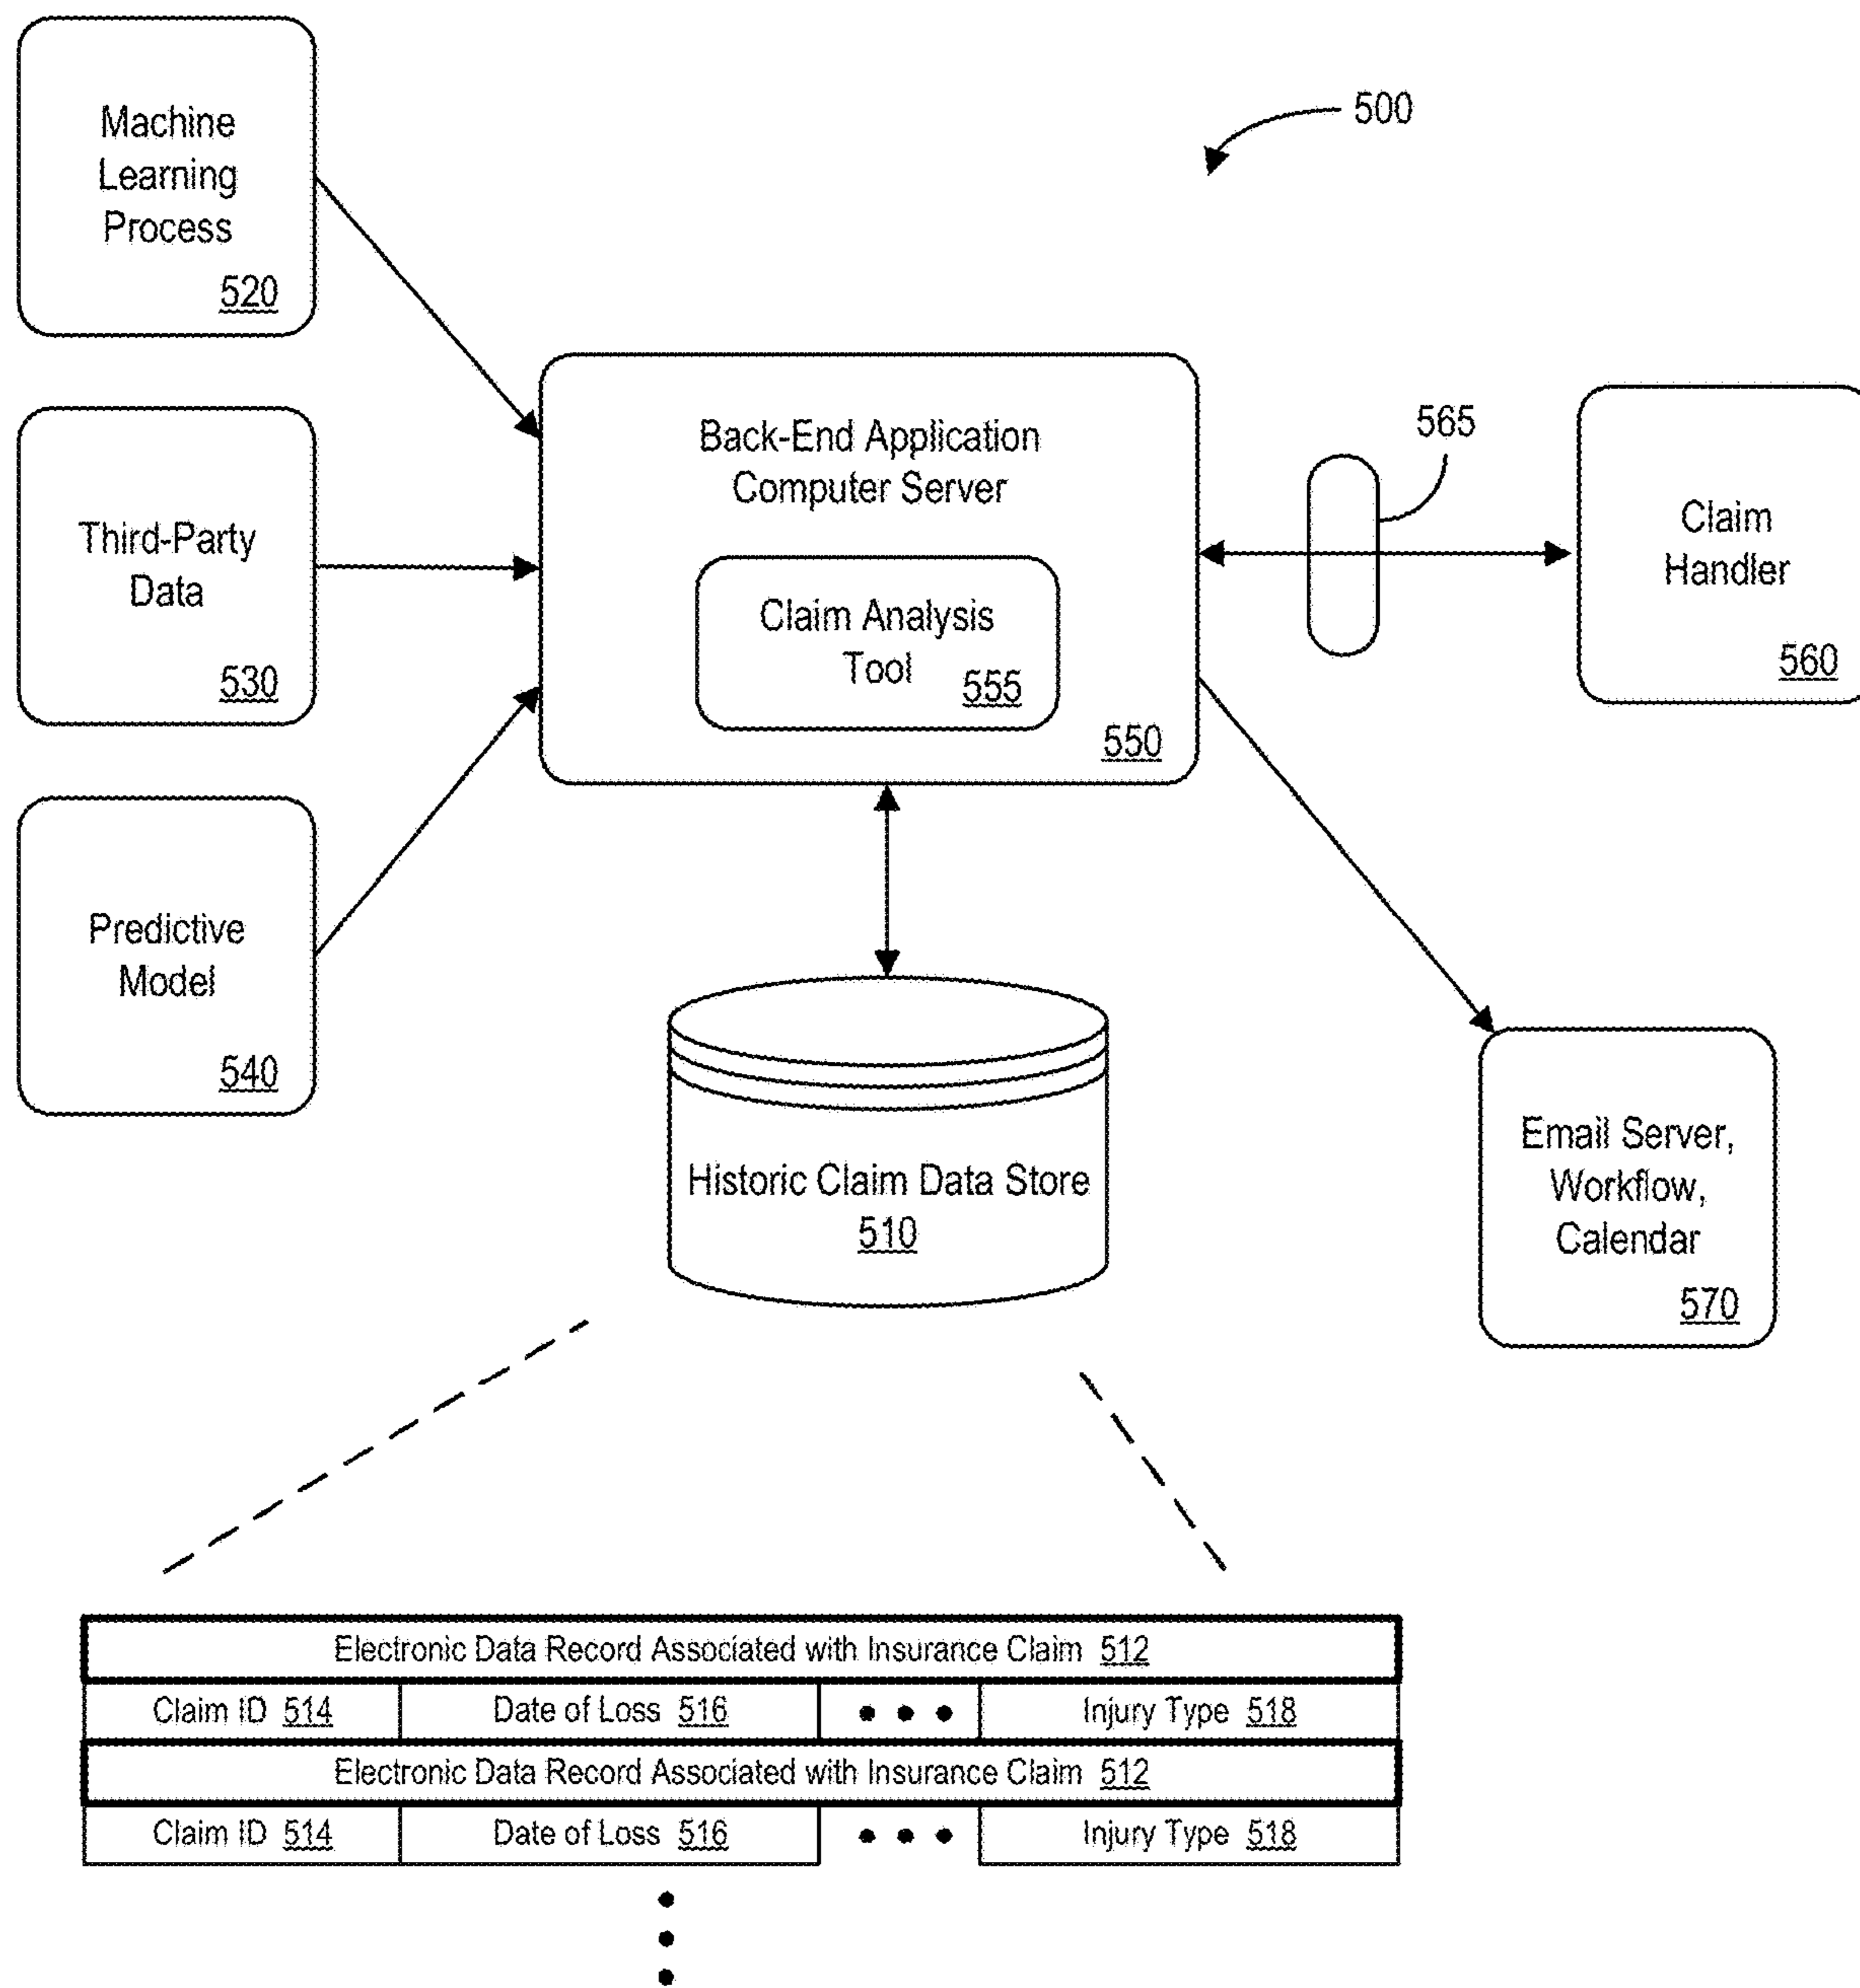 Machine
Learning
Process
520
500
Third-Party
Data
530
Predictive
Model
540
Back-End Application
Computer Server
Claim Analysis
Tool 555
550
565
Claim
Handler
560
Historic Claim Data Store
510
Email Server,
Workflow,
Calendar
570
Electronic Data Record Associated with Insurance Claim 512
Claim ID 514 Date of Loss 516 • • • Injury Type 518
Electronic Data Record Associated with Insurance Claim 512
Claim ID 514 Date of Loss 516 • • • Injury Type 518